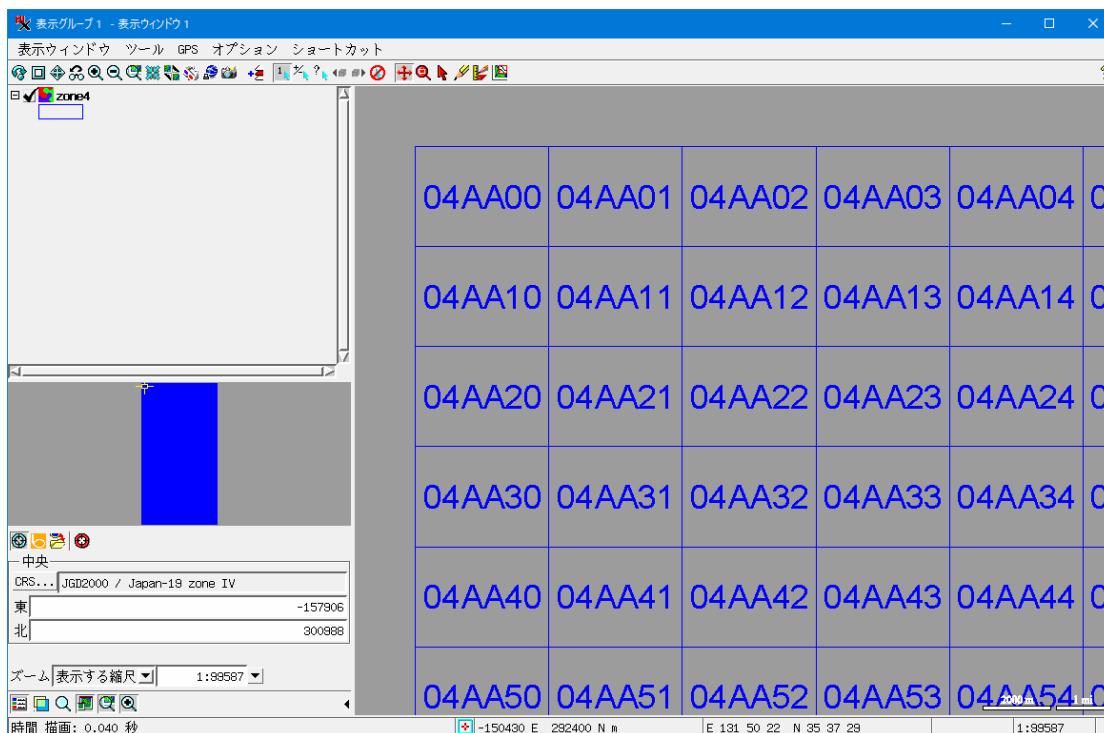 表示グループ1 - 表示ウィンドウ1
表示ウィンドウ ツール GPS オプション ショートカット
zone4
04AA00 04AA01 04AA02 04AA03 04AA04
04AA10 04AA11 04AA12 04AA13 04AA14
04AA20 04AA21 04AA22 04AA23 04AA24
04AA30 04AA31 04AA32 04AA33 04AA34
04AA40 04AA41 04AA42 04AA43 04AA44
04AA50 04AA51 04AA52 04AA53 04AA54
2000 m 1 mi
中央
CRS... JGD2000 / Japan-19 zone IV
東 -157906
北 300988
ズーム 表示する縮尺 1:99587
時間 描画: 0.040 秒 -150430 E 292400 N m E 131 50 22 N 35 37 29 1:99587